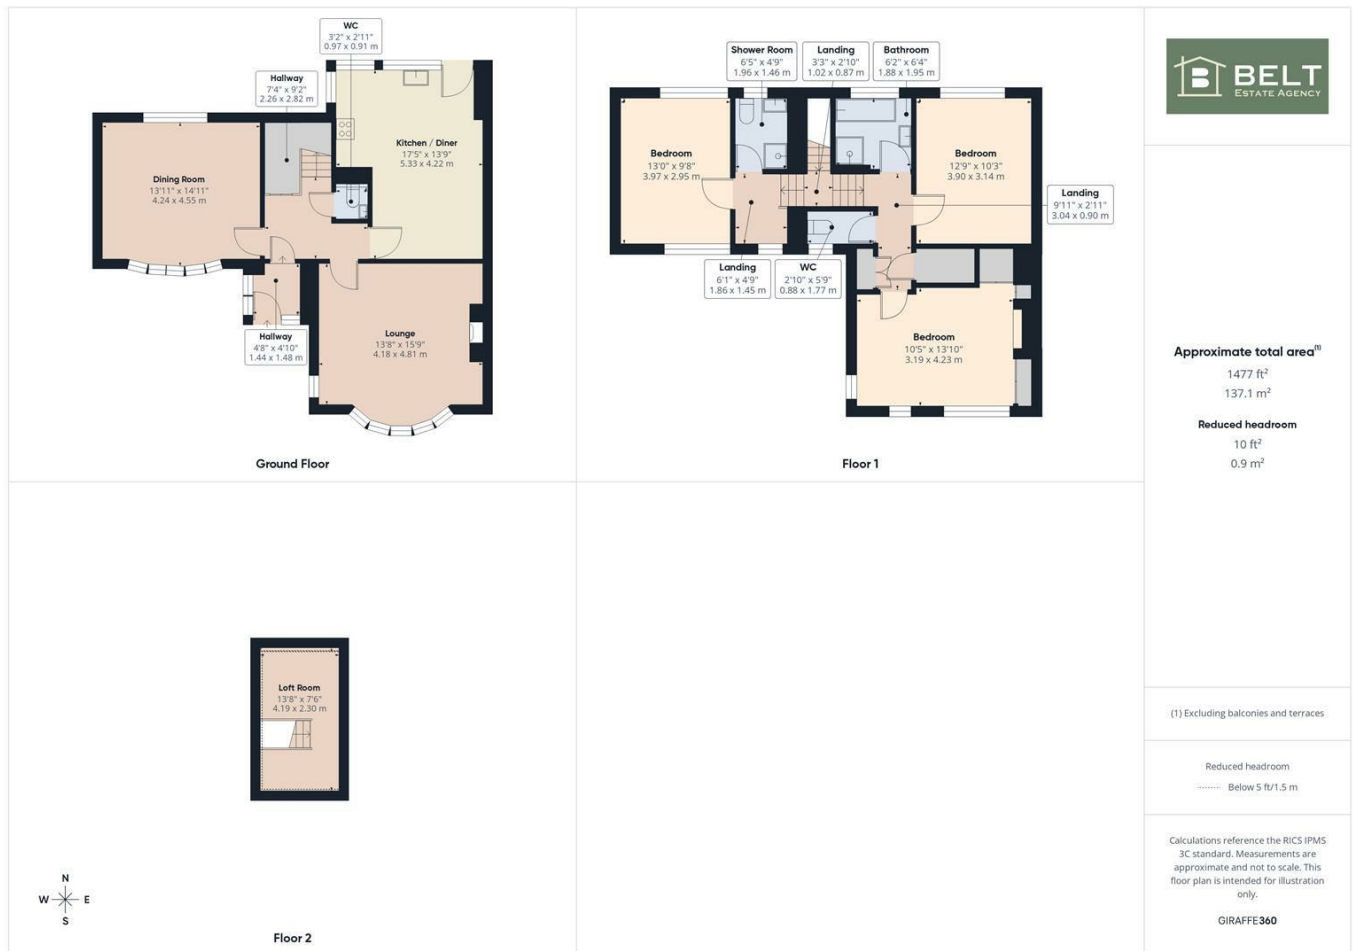 WC
3'2" x 2'11"
0.97 x 0.91 m
Hallway
7'4" x 9'2"
2.26 x 2.82 m
Kitchen / Diner
17'5" x 13'9"
5.33 x 4.22 m
Dining Room
13'11" x 14'11"
4.24 x 4.55 m
Hallway
4'8" x 4'10"
1.44 x 1.48 m
Lounge
13'8" x 15'9"
4.18 x 4.81 m
Ground Floor
Shower Room
6'5" x 4'9"
1.96 x 1.46 m
Landing
3'3" x 2'10"
1.02 x 0.87 m
Bathroom
6'2" x 6'4"
1.88 x 1.95 m
Bedroom
13'0" x 9'8"
3.97 x 2.95 m
Bedroom
12'9" x 10'3"
3.90 x 3.14 m
Landing
9'11" x 2'11"
3.04 x 0.90 m
Landing
6'1" x 4'9"
1.86 x 1.45 m
WC
2'10" x 5'9"
0.88 x 1.77 m
Bedroom
10'5" x 13'10"
3.19 x 4.23 m
Floor 1
Loft Room
13'8" x 7'6"
4.19 x 2.30 m
N
W E
S
Floor 2
B BELT
ESTATE AGENCY
Approximate total area(1)
1477 ft²
137.1 m²
Reduced headroom
10 ft²
0.9 m²
(1) Excluding balconies and terraces
Reduced headroom
Below 5 ft/1.5 m
Calculations reference the RICS IPMS
3C standard. Measurements are
approximate and not to scale. This
floor plan is intended for illustration
only.
GIRAFFE360